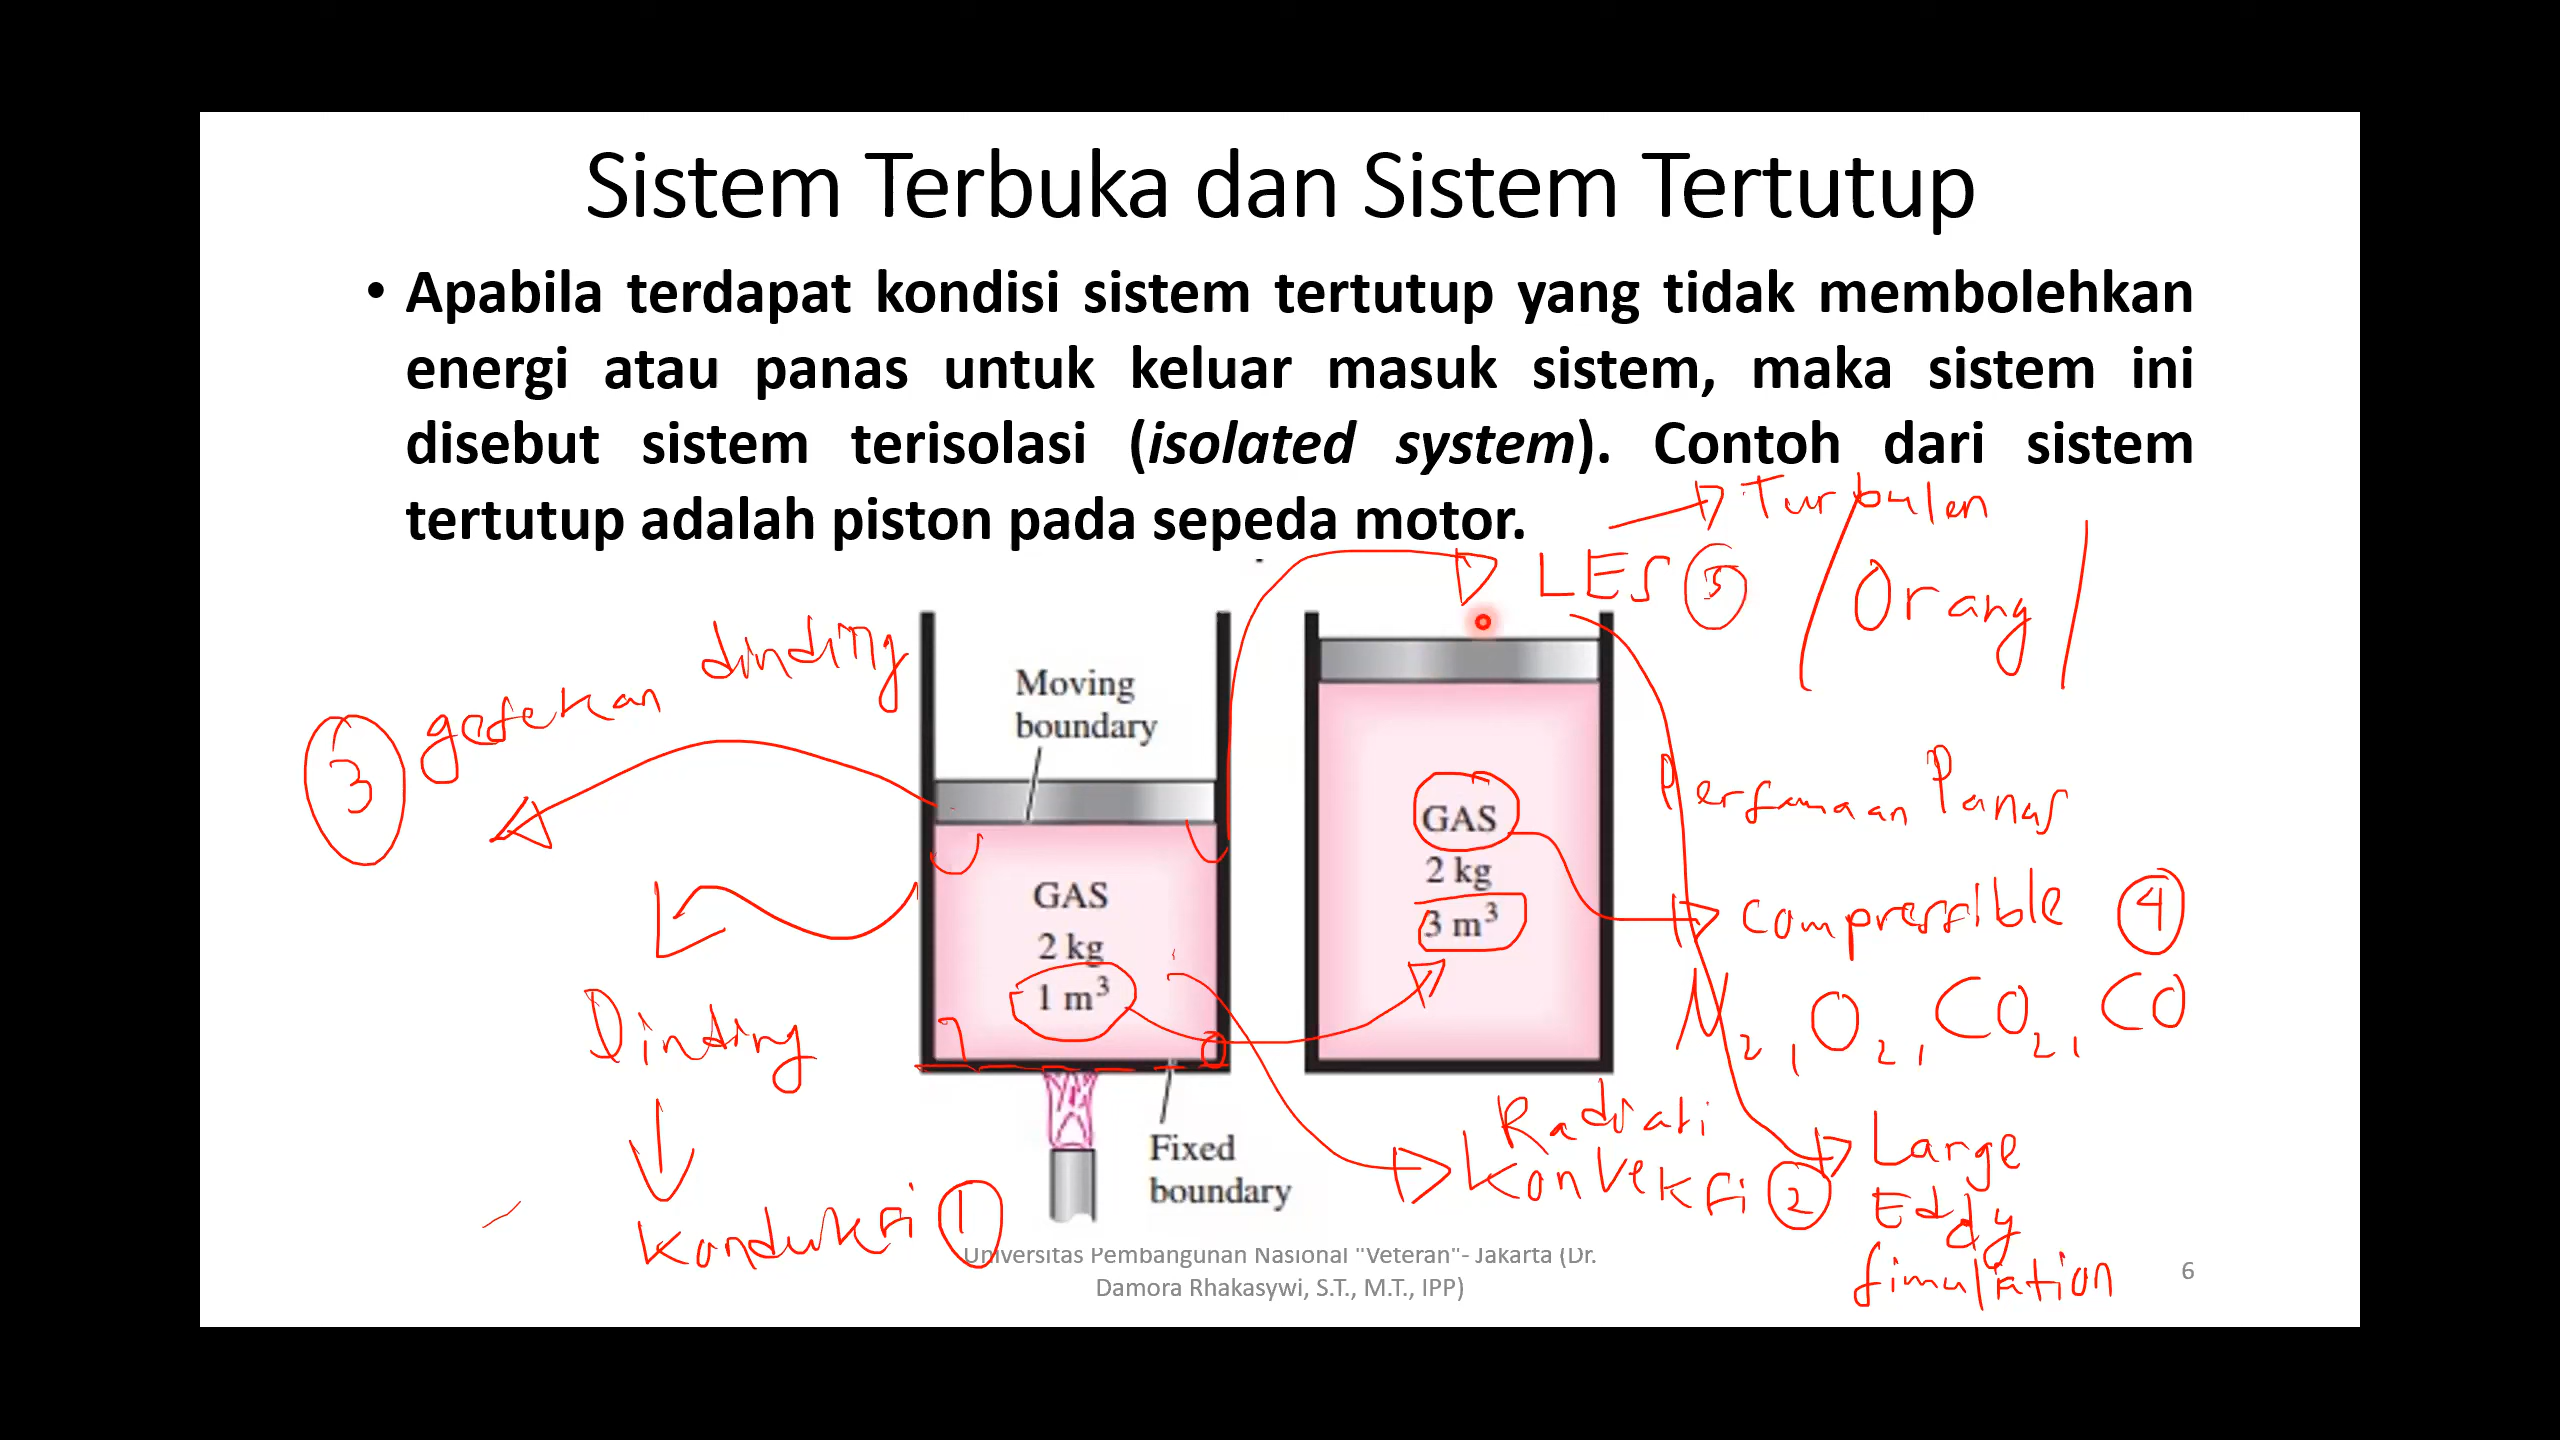 Sistem Terbuka dan Sistem Tertutup
• Apabila terdapat kondisi sistem tertutup yang tidak membolehkan
energi atau panas untuk keluar masuk sistem, maka sistem ini
disebut sistem terisolasi (isolated system). Contoh dari sistem
tertutup adalah piston pada sepeda motor.
Turbulen
LES 5
Orang
gesekan dinding
3
Moving
boundary
GAS
2 kg
1 m³
GAS
2 kg
3 m³
Persamaan Panas
compressible 4
N2, O2, CO2, CO
Dinding
Konduksi 1
Fixed
boundary
Radiasi
Konveksi 2
Large
Eddy
Simulation
Universitas Pembangunan Nasional "Veteran"- Jakarta (Dr.
Damora Rhakasywi, S.T., M.T., IPP)
6